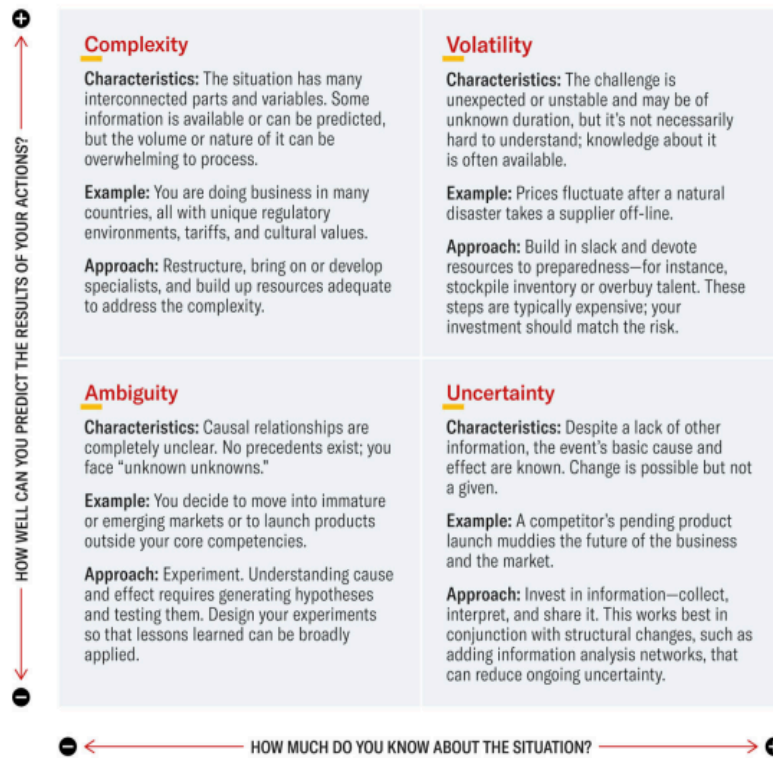 HOW WELL CAN YOU PREDICT THE RESULTS OF YOUR ACTIONS?
Complexity
Characteristics: The situation has many
interconnected parts and variables. Some
information is available or can be predicted,
but the volume or nature of it can be
overwhelming to process.
Example: You are doing business in many
countries, all with unique regulatory
environments, tariffs, and cultural values.
Approach: Restructure, bring on or develop
specialists, and build up resources adequate
to address the complexity.
Volatility
Characteristics: The challenge is
unexpected or unstable and may be of
unknown duration, but it's not necessarily
hard to understand; knowledge about it
is often available.
Example: Prices fluctuate after a natural
disaster takes a supplier off-line.
Approach: Build in slack and devote
resources to preparedness—for instance,
stockpile inventory or overbuy talent. These
steps are typically expensive; your
investment should match the risk.
Ambiguity
Characteristics: Causal relationships are
completely unclear. No precedents exist; you
face “unknown unknowns.”
Example: You decide to move into immature
or emerging markets or to launch products
outside your core competencies.
Approach: Experiment. Understanding cause
and effect requires generating hypotheses
and testing them. Design your experiments
so that lessons learned can be broadly
applied.
Uncertainty
Characteristics: Despite a lack of other
information, the event's basic cause and
effect are known. Change is possible but not
a given.
Example: A competitor's pending product
launch muddies the future of the business
and the market.
Approach: Invest in information—collect,
interpret, and share it. This works best in
conjunction with structural changes, such as
adding information analysis networks, that
can reduce ongoing uncertainty.
HOW MUCH DO YOU KNOW ABOUT THE SITUATION?